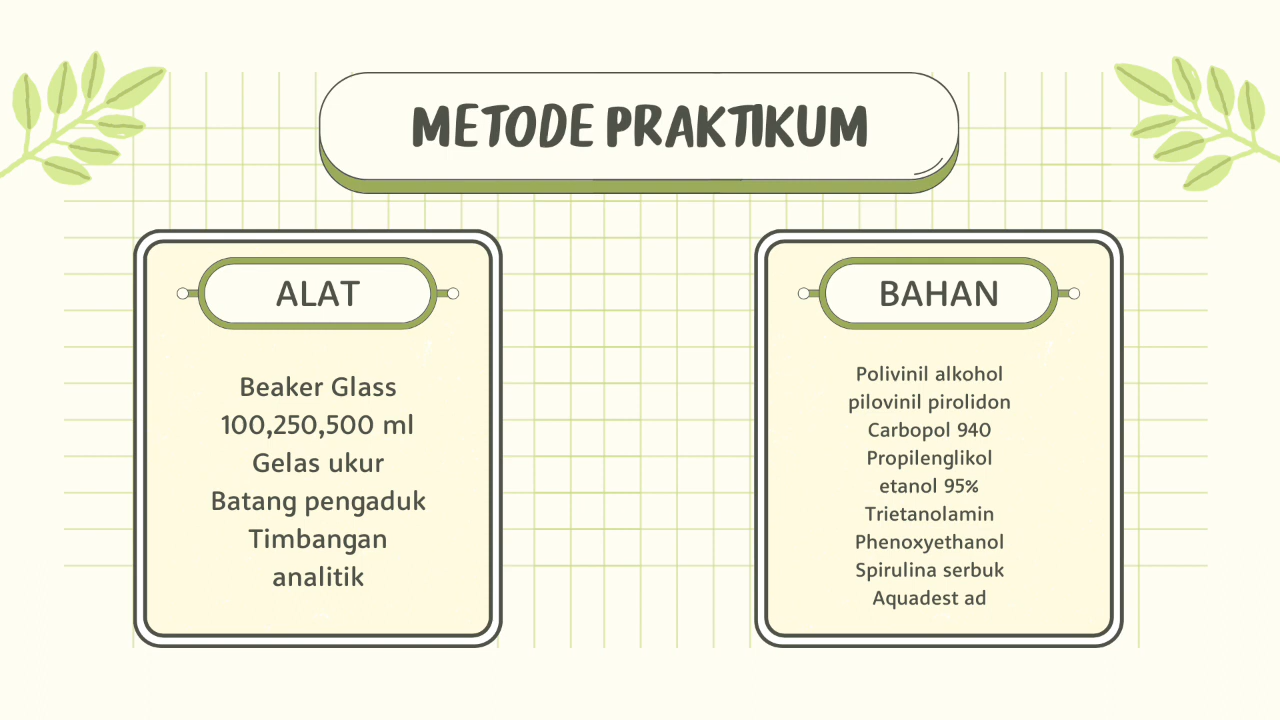 METODE PRAKTIKUM
ALAT
Beaker Glass
100,250,500 ml
Gelas ukur
Batang pengaduk
Timbangan
analitik
BAHAN
Polivinil alkohol
pilovinil pirolidon
Carbopol 940
Propilenglikol
etanol 95%
Trietanolamin
Phenoxyethanol
Spirulina serbuk
Aquadest ad